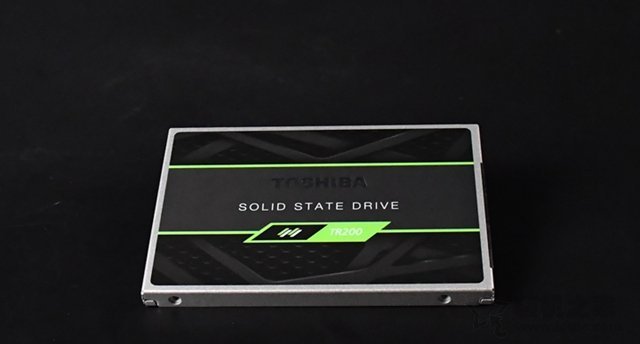 TOSHIBA
SOLID STATE DRIVE
TR200